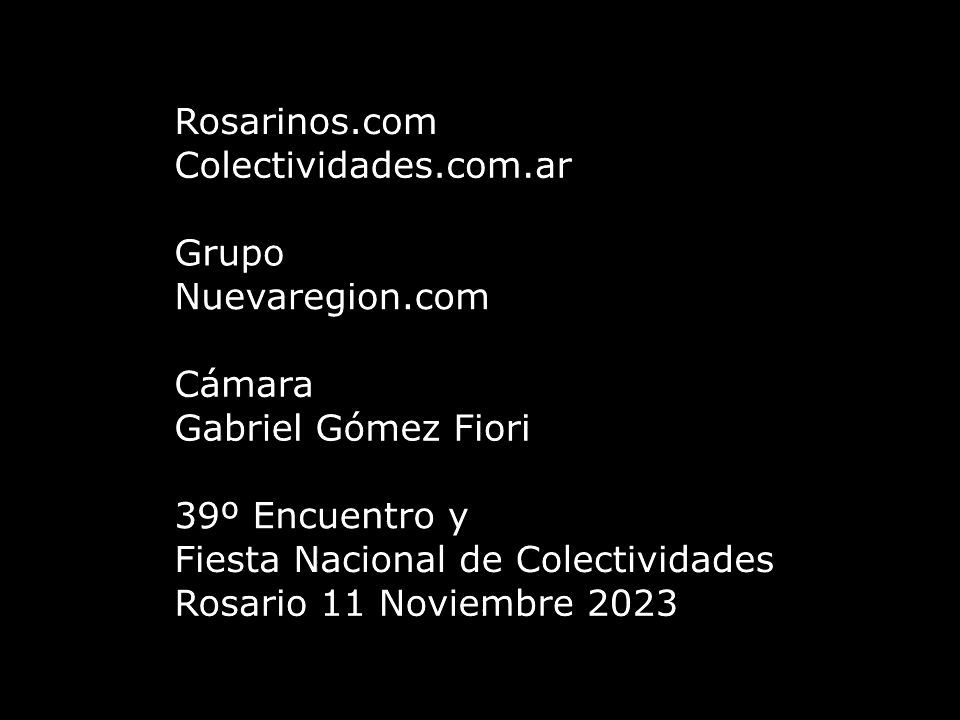 Rosarinos.com
Colectividades.com.ar
Grupo
Nuevaregion.com
Cámara
Gabriel Gómez Fiori
39º Encuentro y
Fiesta Nacional de Colectividades
Rosario 11 Noviembre 2023